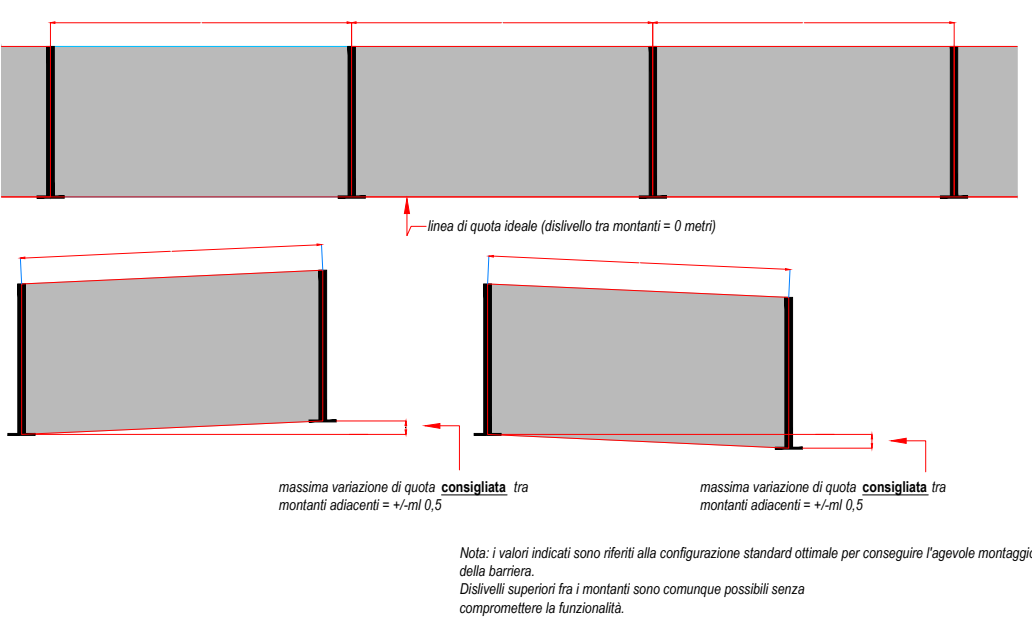 linea di quota ideale (dislivello tra montanti = 0 metri)
massima variazione di quota consigliata tra
montanti adiacenti = +/-ml 0,5
massima variazione di quota consigliata tra
montanti adiacenti = +/-ml 0,5
Nota: i valori indicati sono riferiti alla configurazione standard ottimale per conseguire l'agevole montaggio
della barriera.
Dislivelli superiori fra i montanti sono comunque possibili senza
compromettere la funzionalità.